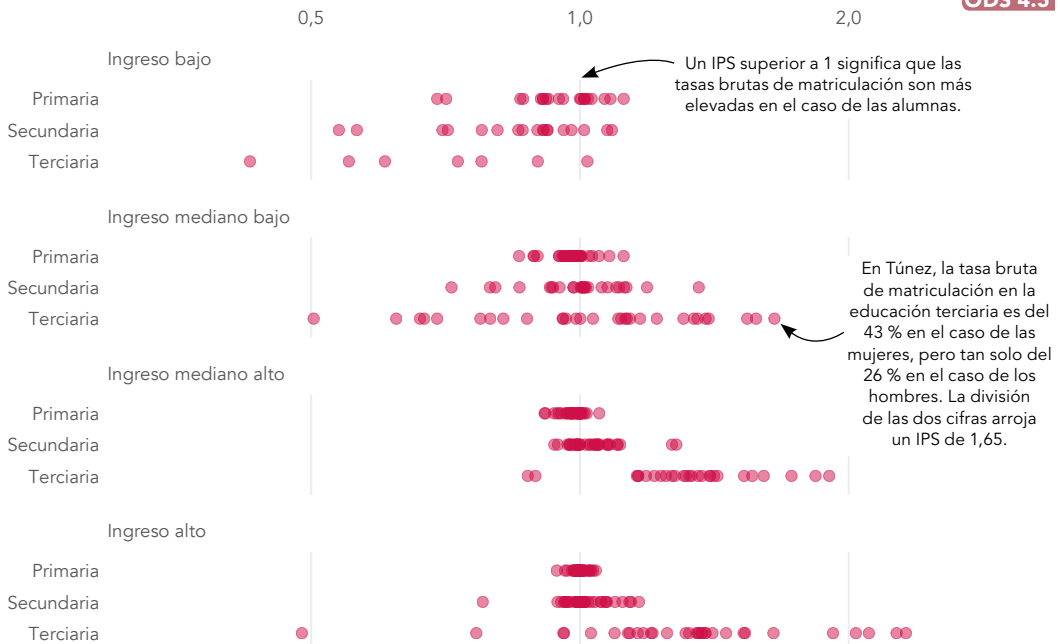 ODS 4.5
0,5
1,0
2,0
Ingreso bajo
Un IPS superior a 1 significa que las
tasas brutas de matriculación son más
elevadas en el caso de las alumnas.
Primaria
Secundaria
Terciaria
Ingreso mediano bajo
Primaria
Secundaria
Terciaria
En Túnez, la tasa bruta
de matriculación en la
educación terciaria es del
43 % en el caso de las
mujeres, pero tan solo del
26 % en el caso de los
hombres. La división
de las dos cifras arroja
un IPS de 1,65.
Ingreso mediano alto
Primaria
Secundaria
Terciaria
Ingreso alto
Primaria
Secundaria
Terciaria